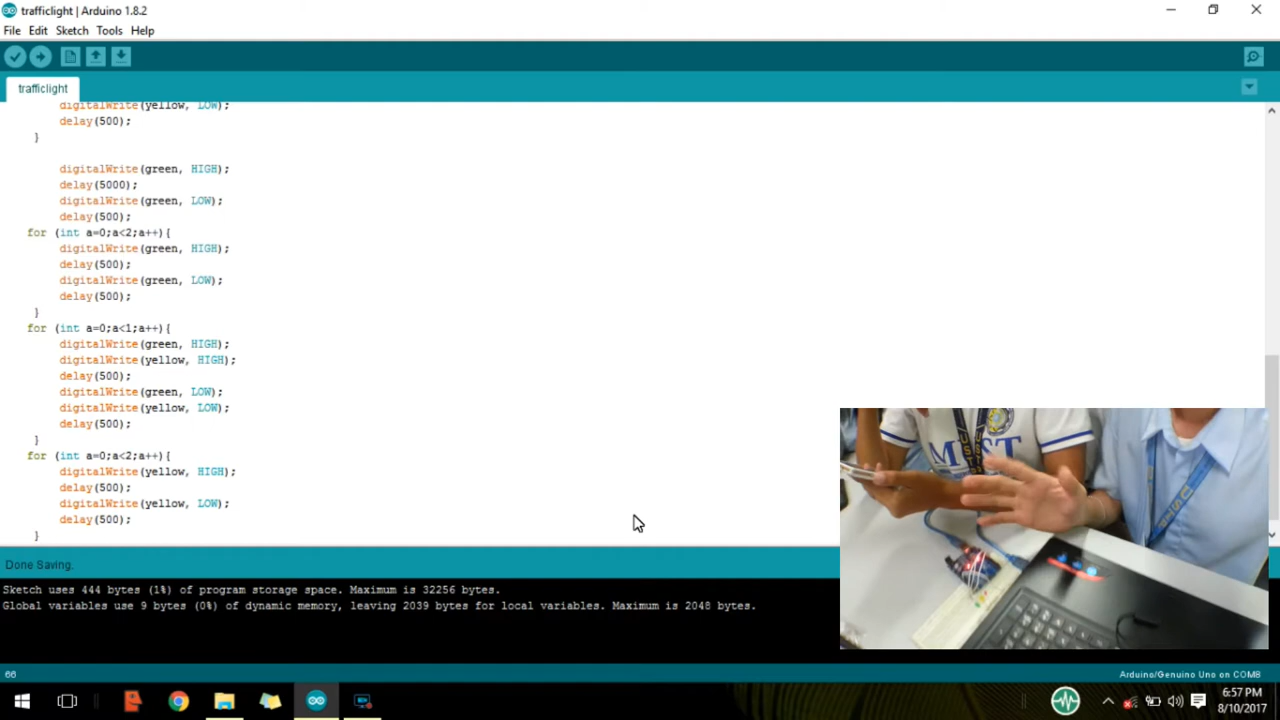 trafficlight | Arduino 1.8.2
File Edit Sketch Tools Help
trafficlight
digitalWrite(yellow, LOW);
delay(500);
}
digitalWrite(green, HIGH);
delay(5000);
digitalWrite(green, LOW);
delay(500);
for (int a=0;a<2;a++){
digitalWrite(green, HIGH);
delay(500);
digitalWrite(green, LOW);
delay(500);
}
for (int a=0;a<1;a++){
digitalWrite(green, HIGH);
digitalWrite(yellow, HIGH);
delay(500);
digitalWrite(green, LOW);
digitalWrite(yellow, LOW);
delay(500);
}
for (int a=0;a<2;a++){
digitalWrite(yellow, HIGH);
delay(500);
digitalWrite(yellow, LOW);
delay(500);
}
Done Saving.
Sketch uses 444 bytes (1%) of program storage space. Maximum is 32256 bytes.
Global variables use 9 bytes (0%) of dynamic memory, leaving 2039 bytes for local variables. Maximum is 2048 bytes.
66
Arduino/Genuino Uno on COM8
6:57 PM
8/10/2017